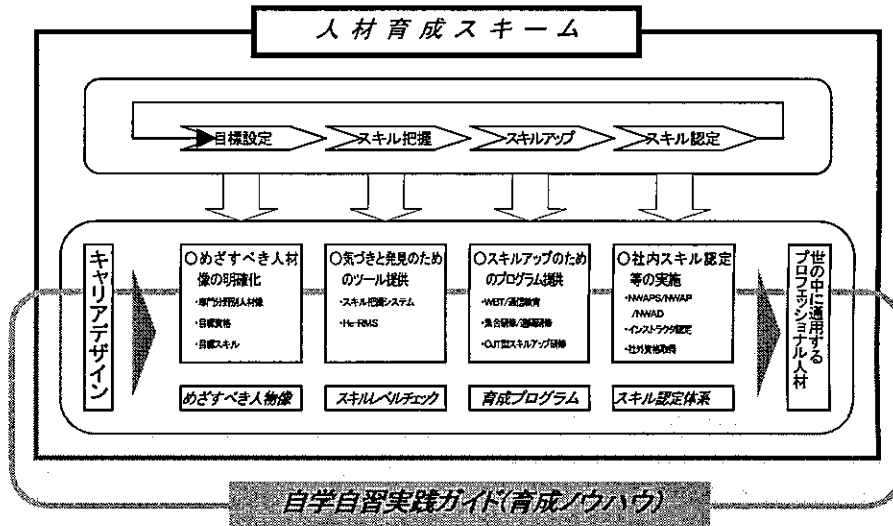 人材育成スキーム
目標設定
スキル把握
スキルアップ
スキル認定
キャリアデザイン
○めざすべき人材
像の明確化
・専門分野別人材像
・目標資格
・目標スキル
めざすべき人物像
○気づきと発見のため
のツール提供
・スキル把握システム
・He-RMS
スキルレベルチェック
○スキルアップのため
のプログラム提供
・WBT/通信教育
・集合研修/遠隔研修
・OJT型スキルアップ研修
育成プログラム
○社内スキル認定
等の実施
・NWAPS/NWAP
/NWAD
・インストラクタ認定
・社外資格取得
スキル認定体系
世の中に通用する
プロフェッショナル人材
自学自習実践ガイド(育成ノウハウ)